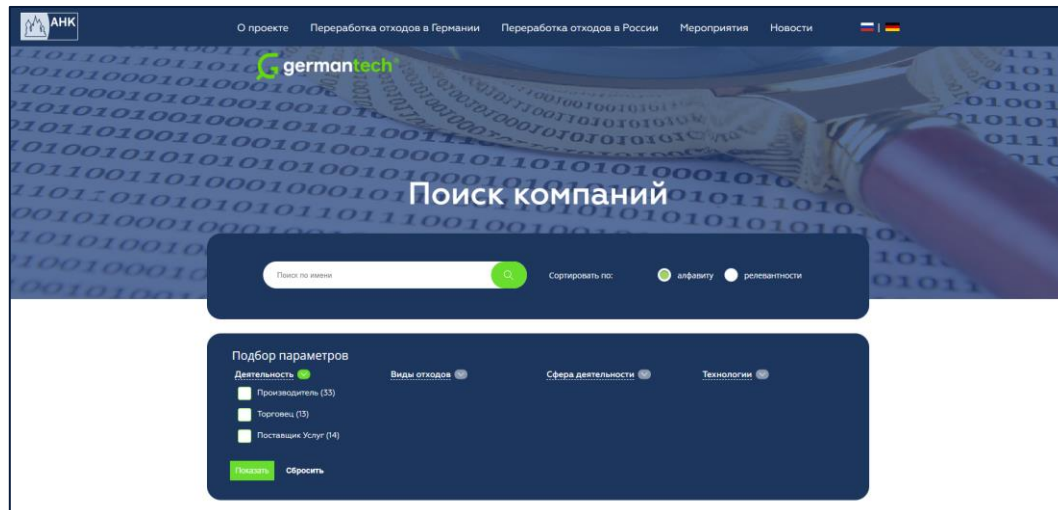 АНК
О проекте Переработка отходов в Германии Переработка отходов в России Мероприятия Новости |
germantech
Поиск компаний
Поиск по имени Сортировать по: алфавиту релевантности
Подбор параметров
Деятельность Виды отходов Сфера деятельности Технологии
Производитель (33)
Торговец (13)
Поставщик Услуг (14)
Показать Сбросить